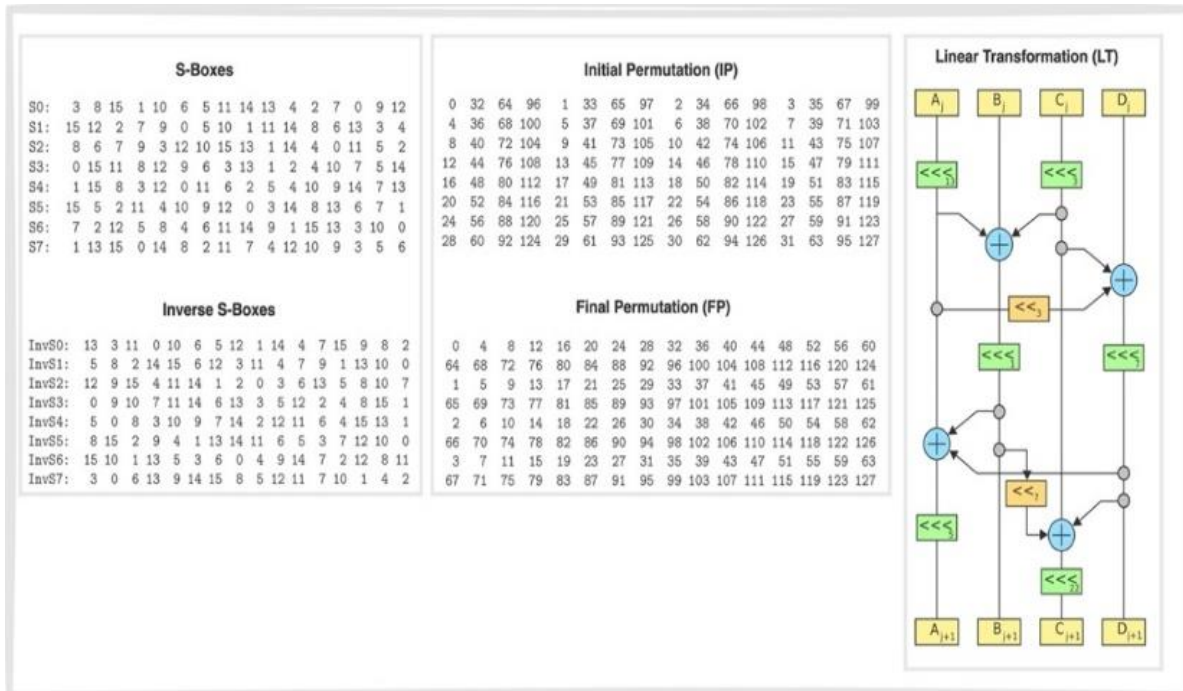 S-Boxes
S0: 3 8 15 1 10 6 5 11 14 13 4 2 7 0 9 12
S1: 15 12 2 7 9 0 5 10 1 11 14 8 6 13 3 4
S2: 8 6 7 9 3 12 10 15 13 1 14 4 0 11 5 2
S3: 0 15 11 8 12 9 6 3 13 1 2 4 10 7 5 14
S4: 1 15 8 3 12 0 11 6 2 5 4 10 9 14 7 13
S5: 15 5 2 11 4 10 9 12 0 3 14 8 13 6 7 1
S6: 7 2 12 5 8 4 6 11 14 9 1 15 13 3 10 0
S7: 1 13 15 0 14 8 2 11 7 4 12 10 9 3 5 6
Inverse S-Boxes
InvS0: 13 3 11 0 10 6 5 12 1 14 4 7 15 9 8 2
InvS1: 5 8 2 14 15 6 12 3 11 4 7 9 1 13 10 0
InvS2: 12 9 15 4 11 14 1 2 0 3 6 13 5 8 10 7
InvS3: 0 9 10 7 11 14 6 13 3 5 12 2 4 8 15 1
InvS4: 5 0 8 3 10 9 7 14 2 12 11 6 4 15 13 1
InvS5: 8 15 2 9 4 1 13 14 11 6 5 3 7 12 10 0
InvS6: 15 10 1 13 5 3 6 0 4 9 14 7 2 12 8 11
InvS7: 3 0 6 13 9 14 15 8 5 12 11 7 10 1 4 2
Initial Permutation (IP)
0 32 64 96 1 33 65 97 2 34 66 98 3 35 67 99
4 36 68 100 5 37 69 101 6 38 70 102 7 39 71 103
8 40 72 104 9 41 73 105 10 42 74 106 11 43 75 107
12 44 76 108 13 45 77 109 14 46 78 110 15 47 79 111
16 48 80 112 17 49 81 113 18 50 82 114 19 51 83 115
20 52 84 116 21 53 85 117 22 54 86 118 23 55 87 119
24 56 88 120 25 57 89 121 26 58 90 122 27 59 91 123
28 60 92 124 29 61 93 125 30 62 94 126 31 63 95 127
Final Permutation (FP)
0 4 8 12 16 20 24 28 32 36 40 44 48 52 56 60
64 68 72 76 80 84 88 92 96 100 104 108 112 116 120 124
1 5 9 13 17 21 25 29 33 37 41 45 49 53 57 61
65 69 73 77 81 85 89 93 97 101 105 109 113 117 121 125
2 6 10 14 18 22 26 30 34 38 42 46 50 54 58 62
66 70 74 78 82 86 90 94 98 102 106 110 114 118 122 126
3 7 11 15 19 23 27 31 35 39 43 47 51 55 59 63
67 71 75 79 83 87 91 95 99 103 107 111 115 119 123 127
Linear Transformation (LT)
Aj Bj Cj Dj
<<<13 <<<3
+
+
<<3
<<<1 <<<7
+
<<7
<<<5 +
<<<22
Aj+1 Bj+1 Cj+1 Dj+1